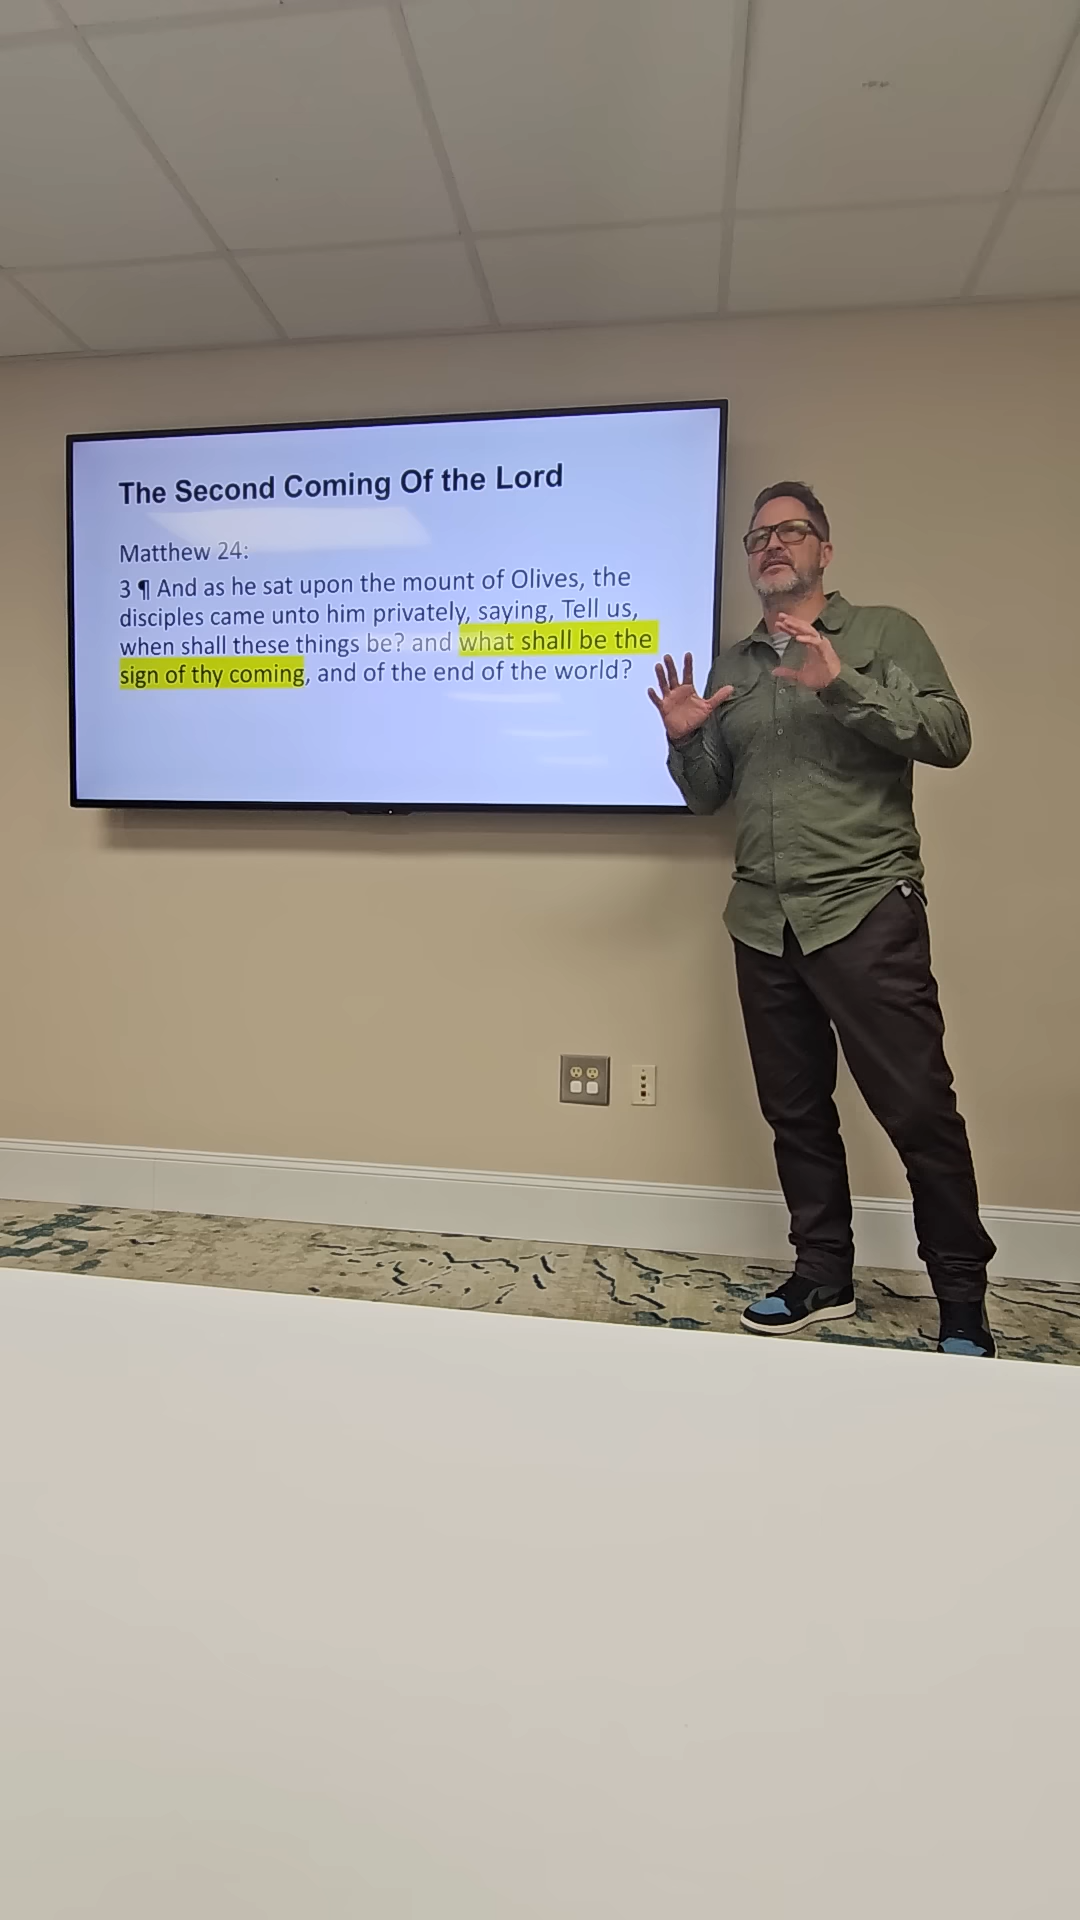 The Second Coming Of the Lord
Matthew 24:
3 ¶ And as he sat upon the mount of Olives, the
disciples came unto him privately, saying, Tell us,
when shall these things be? and what shall be the
sign of thy coming, and of the end of the world?